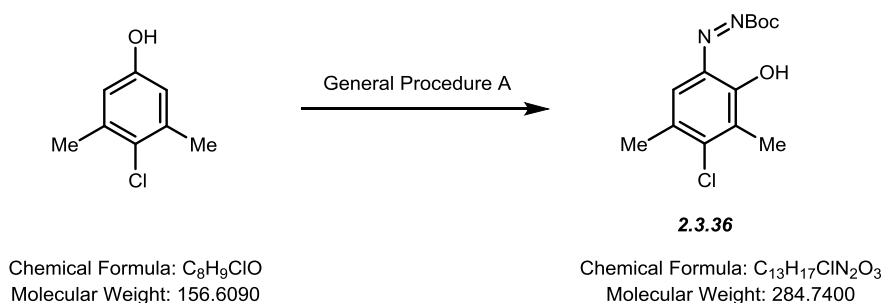 OH
General Procedure A
Me
Me
Cl
N
NBoc
OH
Me
Me
Cl
2.3.36
Chemical Formula: C₈H₉ClO
Molecular Weight: 156.6090
Chemical Formula: C₁₃H₁₇ClN₂O₃
Molecular Weight: 284.7400